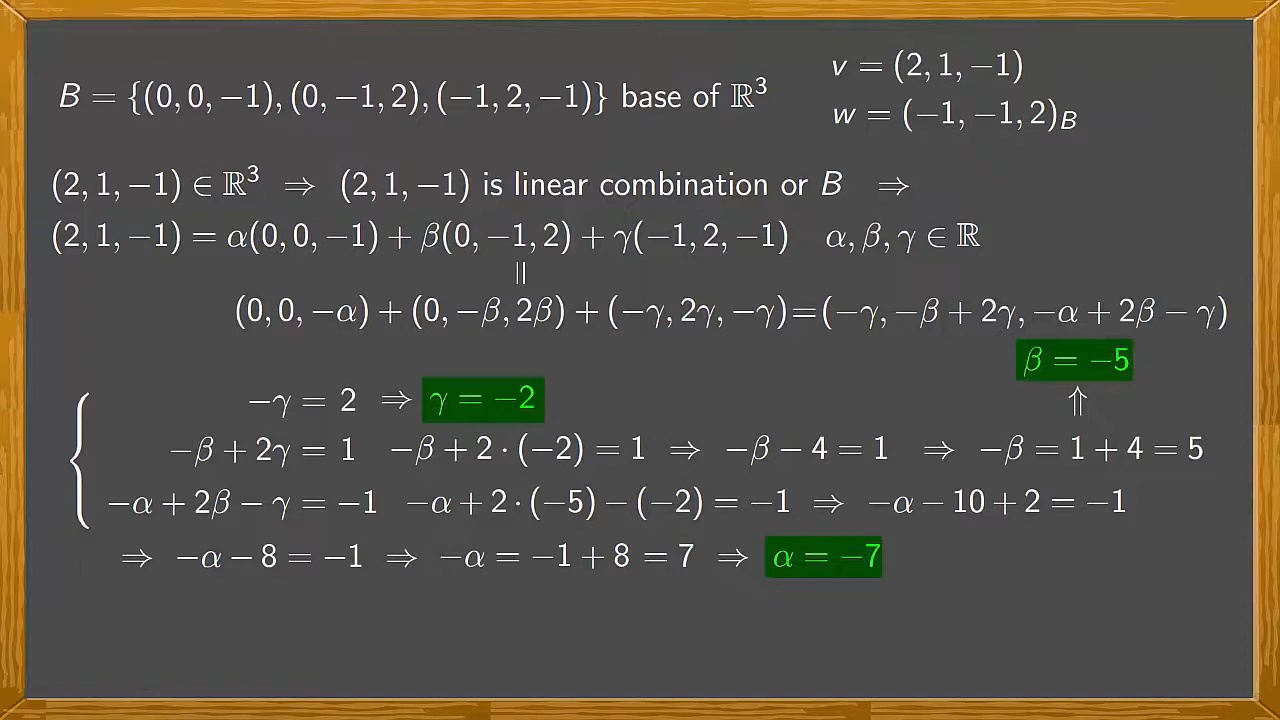 B = {(0, 0, −1), (0, −1, 2), (−1, 2, −1)} base of ℝ³
v = (2, 1, −1)
w = (−1, −1, 2)_B
(2, 1, −1) ∈ ℝ³ ⇒ (2, 1, −1) is linear combination or B ⇒
(2, 1, −1) = α(0, 0, −1) + β(0, −1, 2) + γ(−1, 2, −1) α, β, γ ∈ ℝ
||
(0, 0, −α) + (0, −β, 2β) + (−γ, 2γ, −γ)=(−γ, −β + 2γ, −α + 2β − γ)
β = −5
−γ = 2 ⇒ γ = −2 ⇑
−β + 2γ = 1 −β + 2 · (−2) = 1 ⇒ −β − 4 = 1 ⇒ −β = 1 + 4 = 5
−α + 2β − γ = −1 −α + 2 · (−5) − (−2) = −1 ⇒ −α − 10 + 2 = −1
⇒ −α − 8 = −1 ⇒ −α = −1 + 8 = 7 ⇒ α = −7